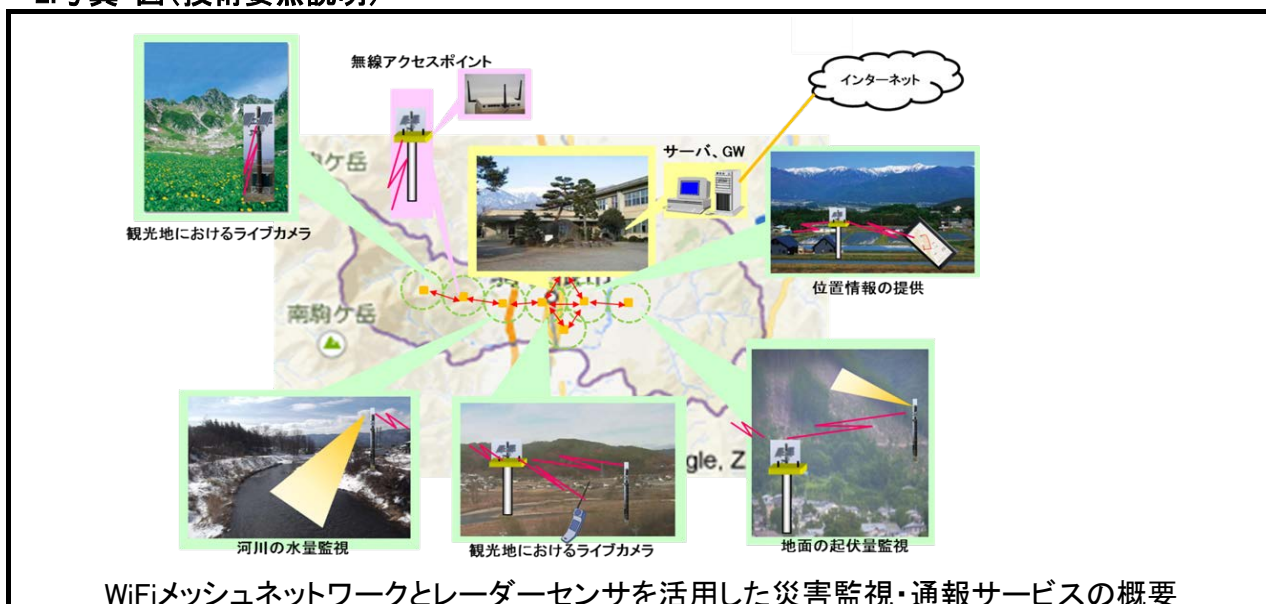 無線アクセスポイント
インターネット
サーバ、GW
観光地におけるライブカメラ
位置情報の提供
南駒ケ岳
gle, Z
河川の水量監視
観光地におけるライブカメラ
地面の起伏量監視
WiFiメッシュネットワークとレーダーセンサを活用した災害監視・通報サービスの概要